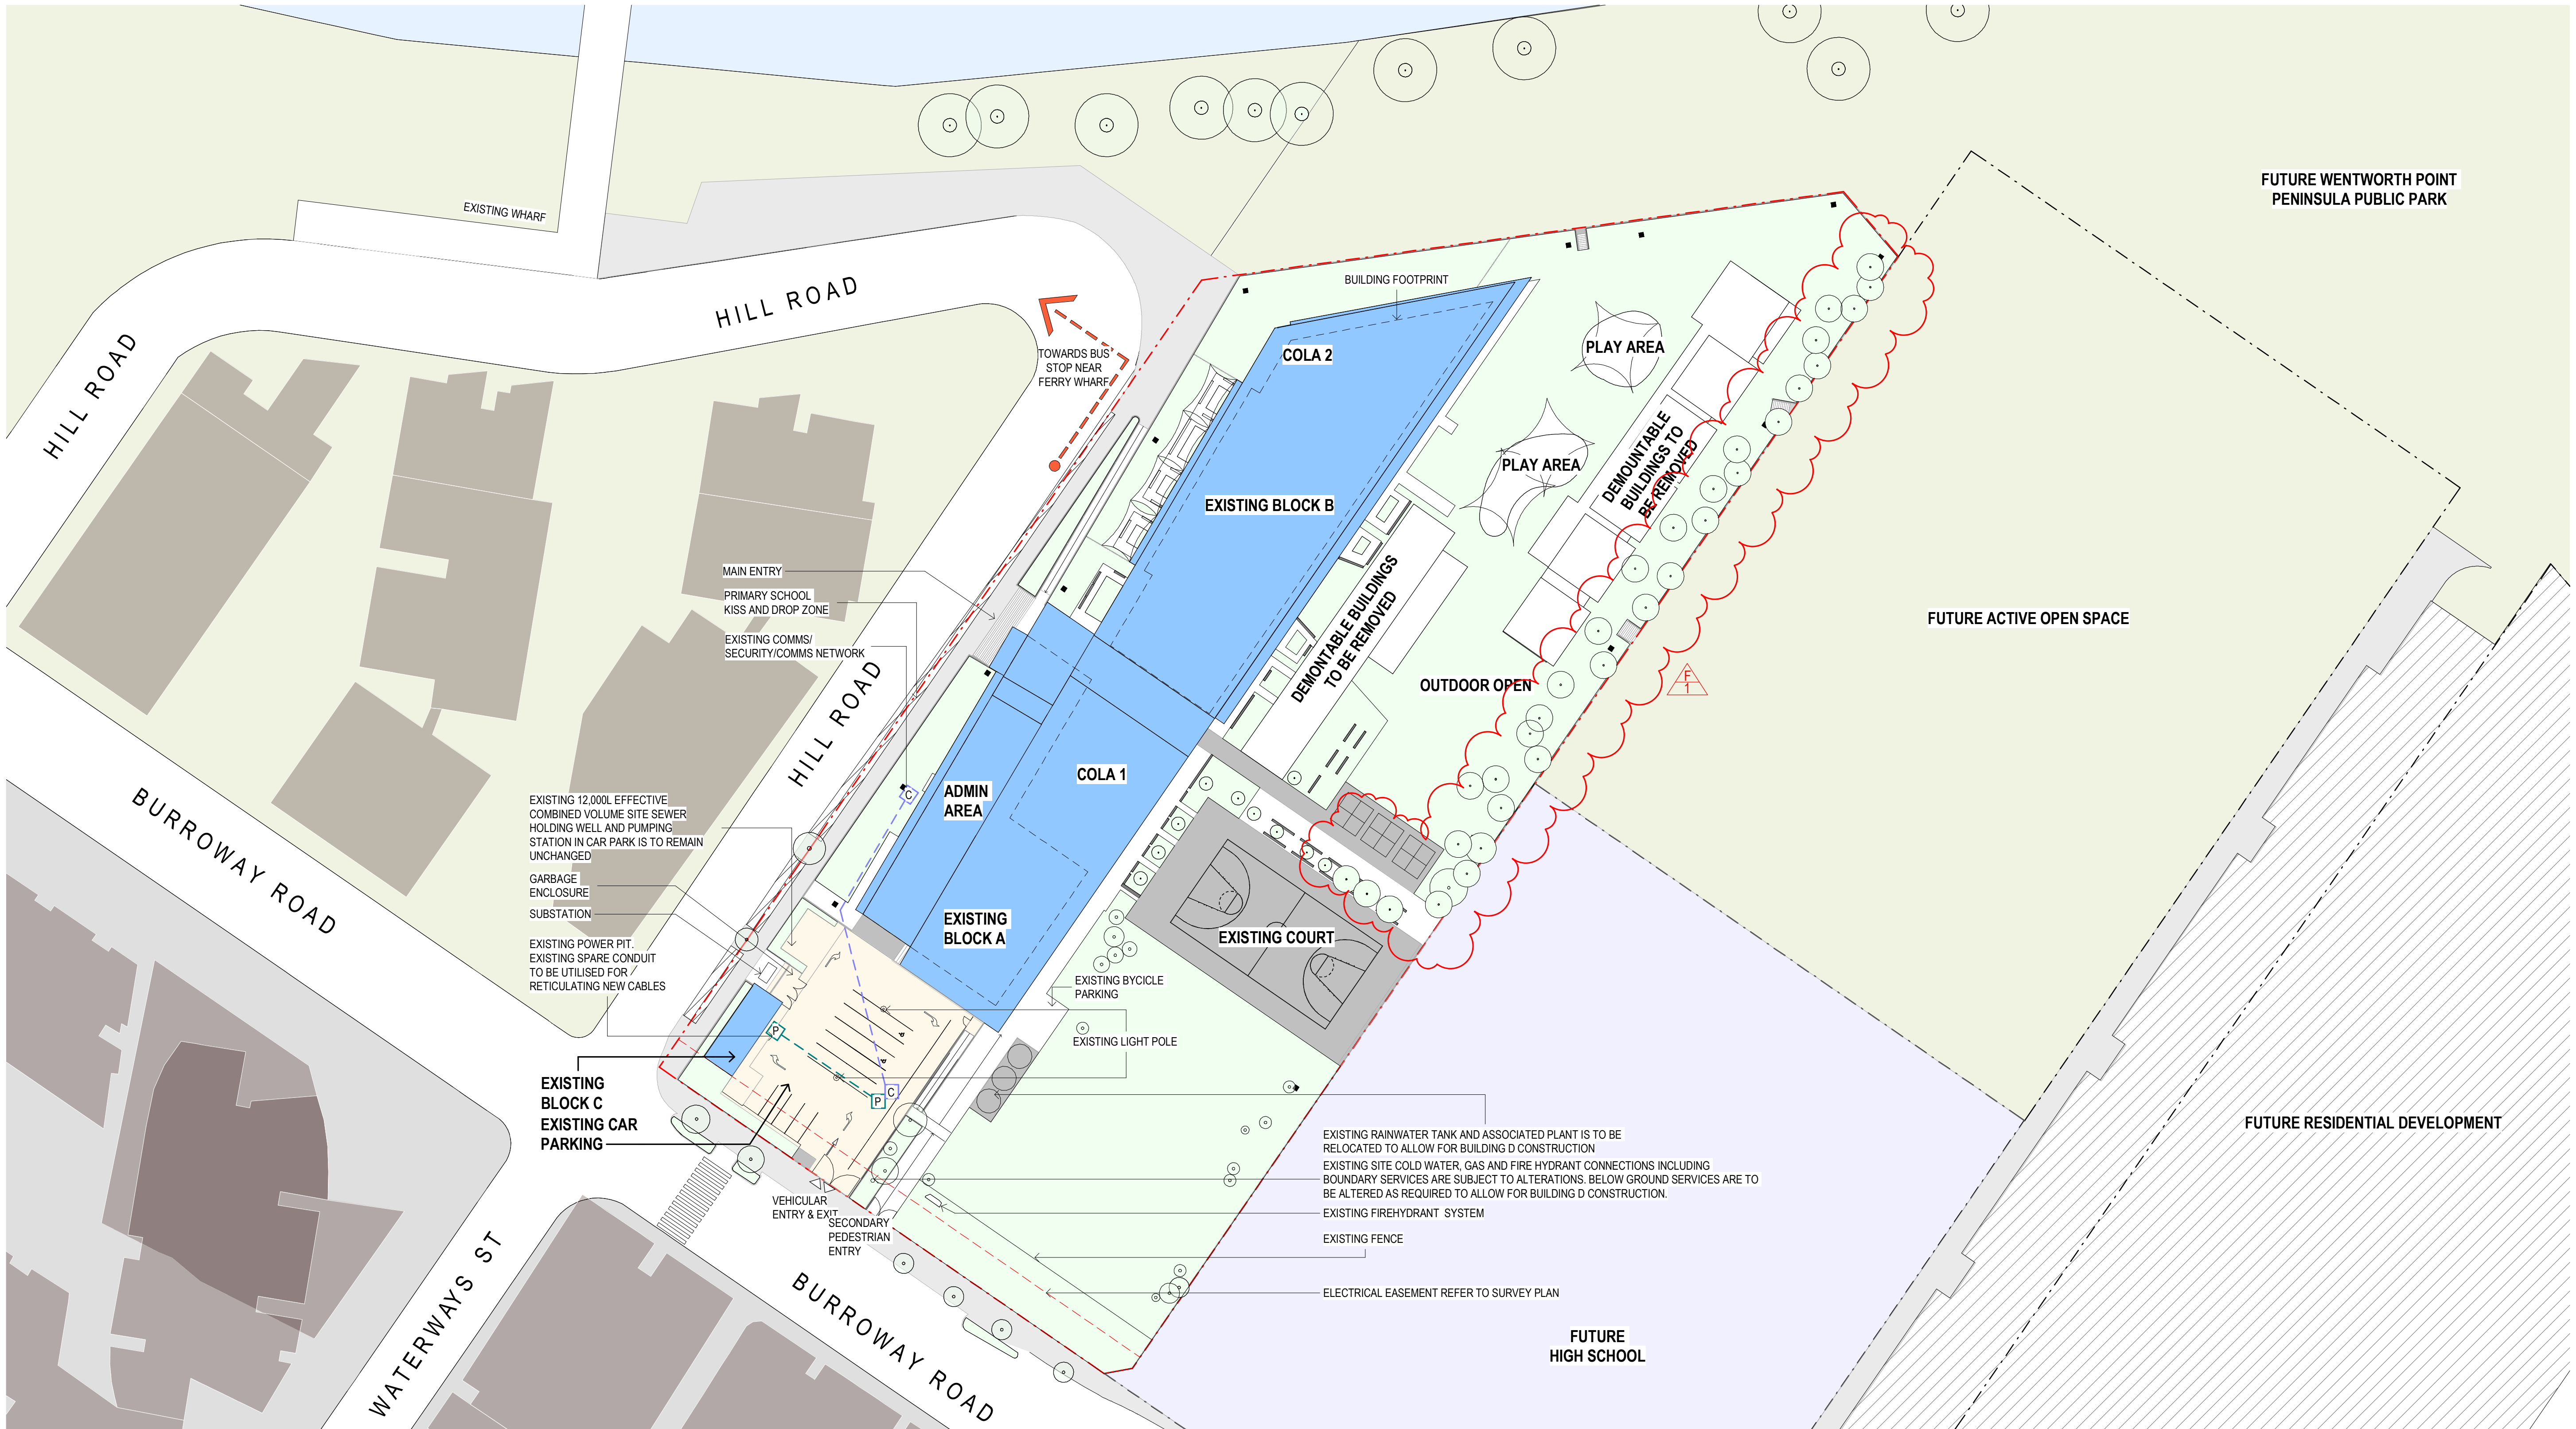 FUTURE WENTWORTH POINT
PENINSULA PUBLIC PARK
EXISTING WHARF
HILL ROAD
HILL ROAD
BUILDING FOOTPRINT
TOWARDS BUS
STOP NEAR
FERRY WHARF
COLA 2
PLAY AREA
PLAY AREA
DEMOUNTABLE
BUILDINGS TO
BE REMOVED
EXISTING BLOCK B
MAIN ENTRY
PRIMARY SCHOOL
KISS AND DROP ZONE
EXISTING COMMS/
SECURITY/COMMS NETWORK
HILL ROAD
DEMONTABLE BUILDINGS
TO BE REMOVED
OUTDOOR OPEN
F
1
FUTURE ACTIVE OPEN SPACE
COLA 1
ADMIN
AREA
C
EXISTING 12,000L EFFECTIVE
COMBINED VOLUME SITE SEWER
HOLDING WELL AND PUMPING
STATION IN CAR PARK IS TO REMAIN
UNCHANGED
GARBAGE
ENCLOSURE
SUBSTATION
EXISTING POWER PIT.
EXISTING SPARE CONDUIT
TO BE UTILISED FOR
RETICULATING NEW CABLES
BURROWAY ROAD
EXISTING
BLOCK A
EXISTING COURT
EXISTING BYCICLE
PARKING
EXISTING LIGHT POLE
P
P
C
EXISTING
BLOCK C
EXISTING CAR
PARKING
VEHICULAR
ENTRY & EXIT
SECONDARY
PEDESTRIAN
ENTRY
EXISTING RAINWATER TANK AND ASSOCIATED PLANT IS TO BE
RELOCATED TO ALLOW FOR BUILDING D CONSTRUCTION
EXISTING SITE COLD WATER, GAS AND FIRE HYDRANT CONNECTIONS INCLUDING
BOUNDARY SERVICES ARE SUBJECT TO ALTERATIONS. BELOW GROUND SERVICES ARE TO
BE ALTERED AS REQUIRED TO ALLOW FOR BUILDING D CONSTRUCTION.
EXISTING FIREHYDRANT SYSTEM
EXISTING FENCE
ELECTRICAL EASEMENT REFER TO SURVEY PLAN
FUTURE RESIDENTIAL DEVELOPMENT
FUTURE
HIGH SCHOOL
WATERWAYS ST
BURROWAY ROAD